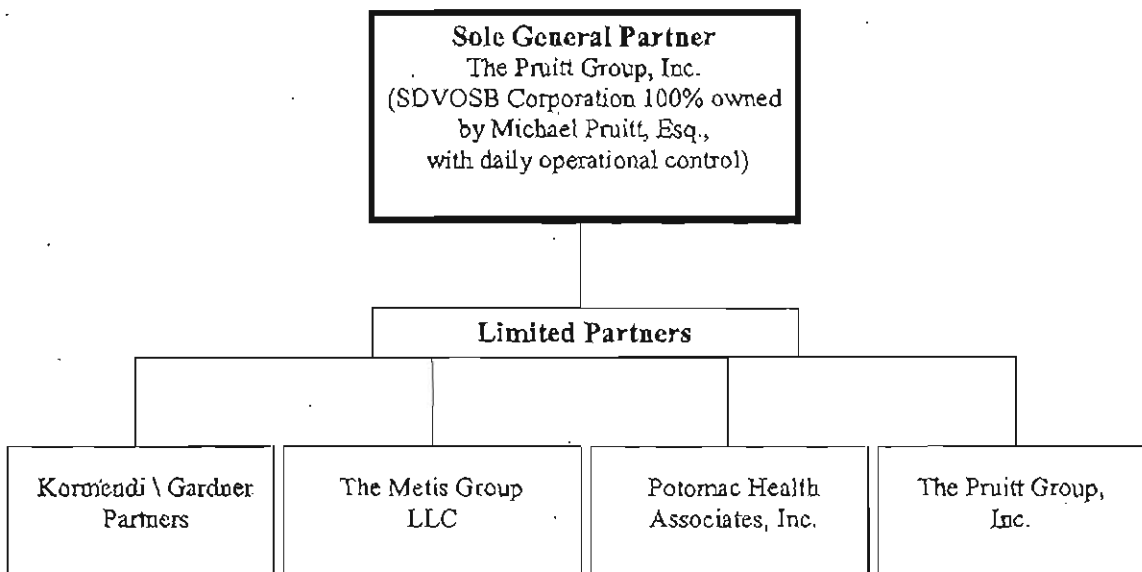 Sole General Partner
The Pruitt Group, Inc.
(SDVOSB Corporation 100% owned
by Michael Pruitt, Esq.,
with daily operational control)
Limited Partners
Kormendi \ Gardner
Partners
The Metis Group
LLC
Potomac Health
Associates, Inc.
The Pruitt Group,
Inc.